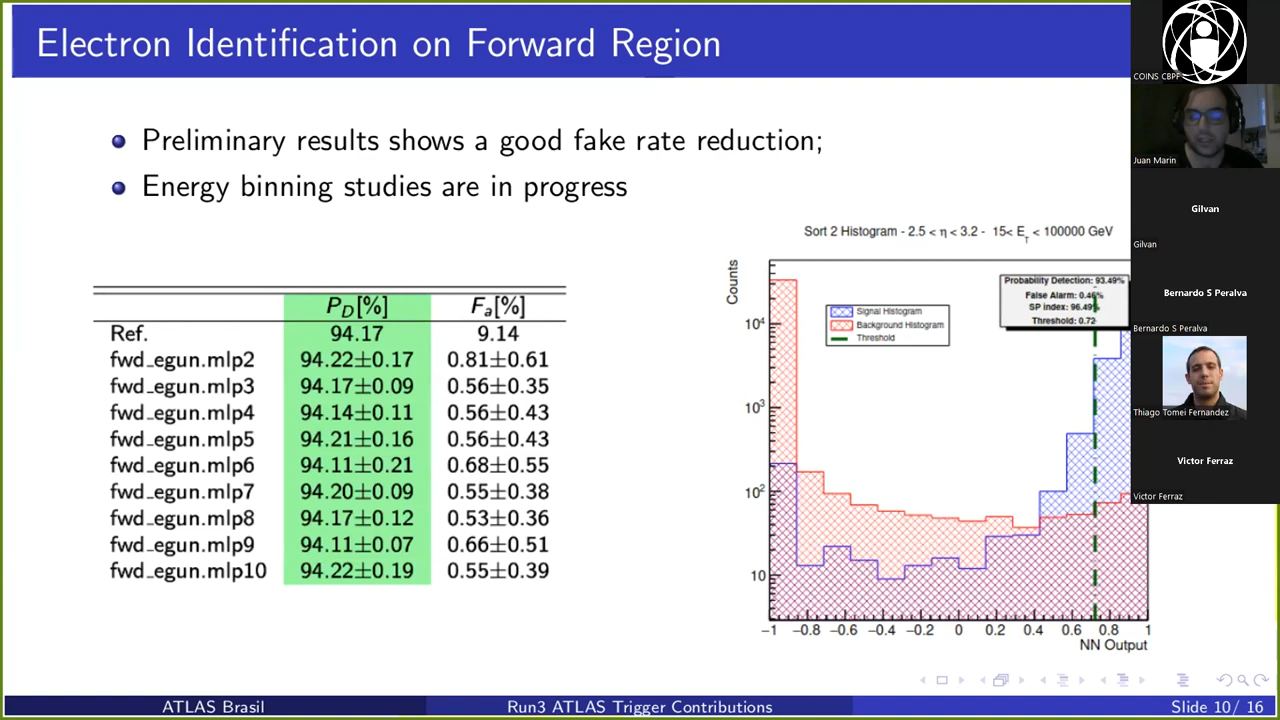 Electron Identification on Forward Region
Preliminary results shows a good fake rate reduction;
Energy binning studies are in progress
P_D[%] F_a[%]
Ref. 94.17 9.14
fwd_egun.mlp2 94.22±0.17 0.81±0.61
fwd_egun.mlp3 94.17±0.09 0.56±0.35
fwd_egun.mlp4 94.14±0.11 0.56±0.43
fwd_egun.mlp5 94.21±0.16 0.56±0.43
fwd_egun.mlp6 94.11±0.21 0.68±0.55
fwd_egun.mlp7 94.20±0.09 0.55±0.38
fwd_egun.mlp8 94.17±0.12 0.53±0.36
fwd_egun.mlp9 94.11±0.07 0.66±0.51
fwd_egun.mlp10 94.22±0.19 0.55±0.39
Sort 2 Histogram - 2.5 < η < 3.2 - 15< E_T < 100000 GeV
Counts
10^4
10^3
10^2
10
Signal Histogram
Background Histogram
Threshold
Probability Detection: 93.49%
False Alarm: 0.46%
SP index: 96.49%
Threshold: 0.72
−1 −0.8 −0.6 −0.4 −0.2 0 0.2 0.4 0.6 0.8 1
NN Output
ATLAS Brasil Run3 ATLAS Trigger Contributions Slide 10/ 16
COINS CBPF
Juan Marin
Gilvan
Gilvan
Bernardo S Peralva
Bernardo S Peralva
Thiago Tomei Fernandez
Victor Ferraz
Victor Ferraz